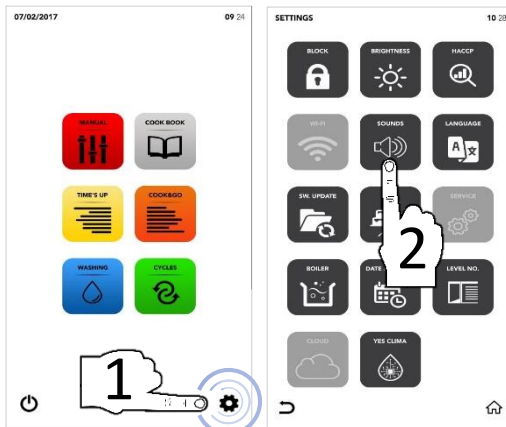 07/02/2017
09 24
MANUAL
COOK BOOK
TIME'S UP
COOK&GO
WASHING
CYCLES
1
SETTINGS
10 28
BLOCK
BRIGHTNESS
HACCP
WI-FI
SOUNDS
LANGUAGE
A
SW. UPDATE
SERVICE
BOILER
DATE
LEVEL NO.
CLOUD
YES CLIMA
2